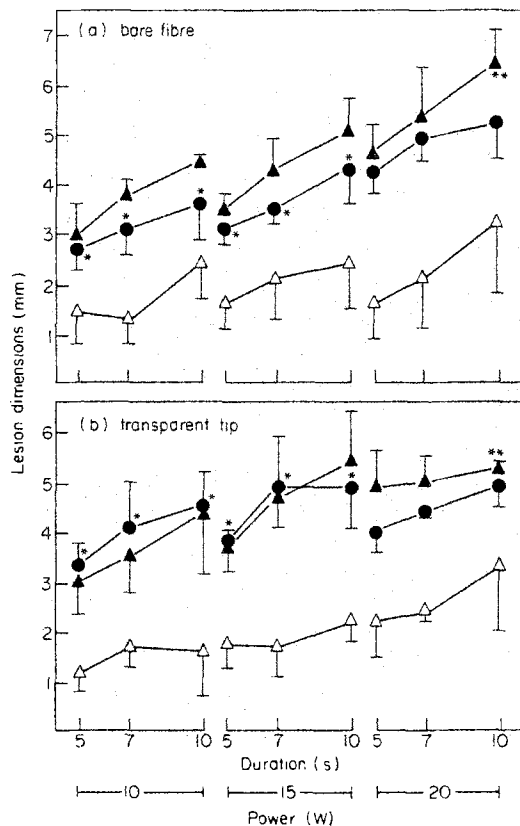 (a) bare fibre
7
6
5
4
3
2
1
**
* * *
* * *
(b) transparent tip
6
5
4
3
2
1
* * *
* * *
**
Lesion dimensions (mm)
5 7 10 5 7 10 5 7 10
Duration (s)
10 15 20
Power (W)